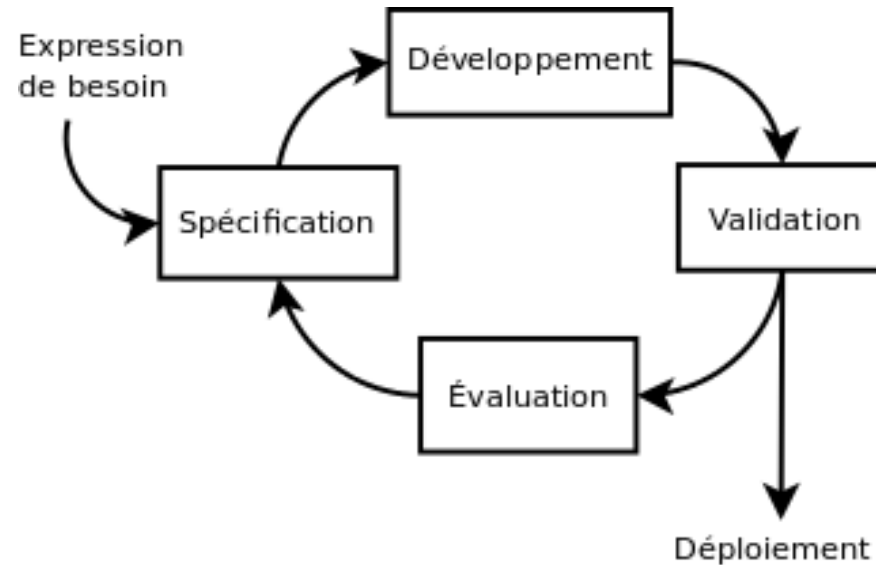 Expression
de besoin
Développement
Spécification
Validation
Évaluation
Déploiement